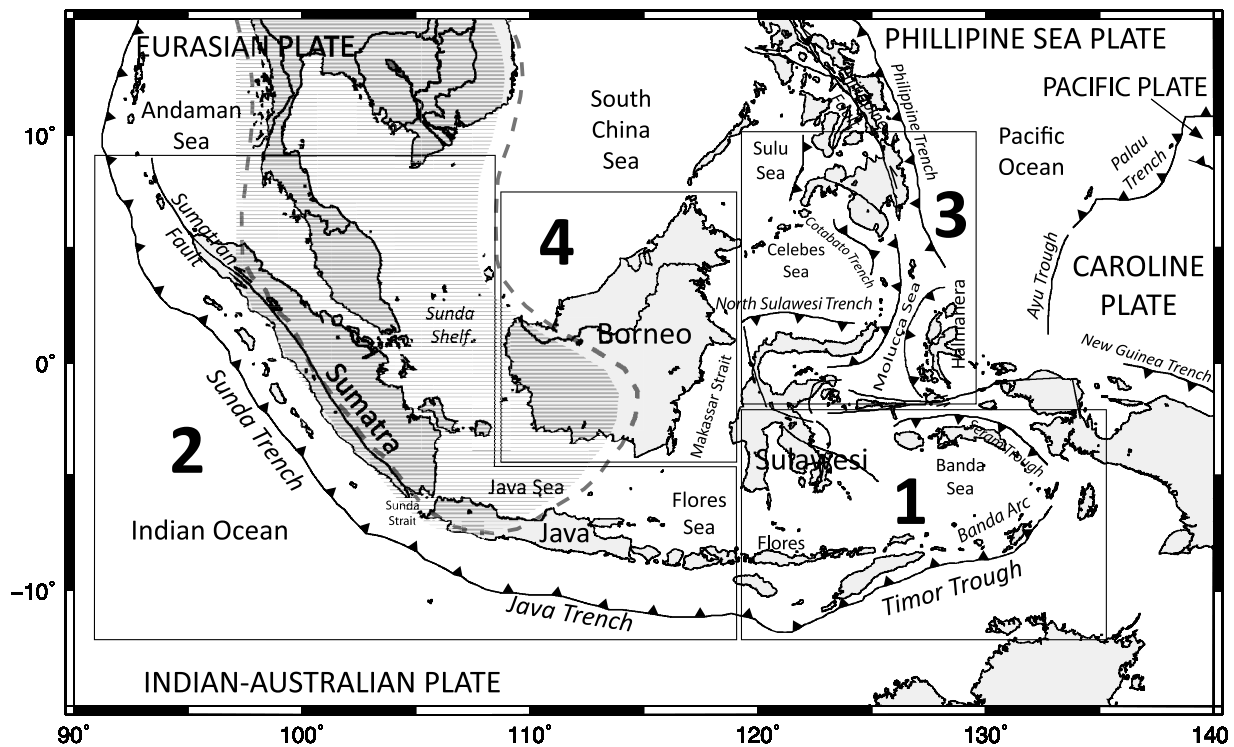 EURASIAN PLATE
PHILLIPINE SEA PLATE
PACIFIC PLATE
Andaman
Sea
South
China
Sea
Philippine Trench
Pacific
Ocean
Palau
Trench
10°
Sulu
Sea
3
4
Sumatran
Fault
Cotabato Trench
Celebes
Sea
Ayu Trough
CAROLINE
PLATE
North Sulawesi Trench
Molucca Sea
Halmahera
Sunda
Shelf
Borneo
New Guinea Trench
0°
Makassar Strait
Sumatra
Sunda Trench
2
Sulawesi
Seram Trough
Banda
Sea
1
Java Sea
Flores
Sea
Sunda
Strait
Indian Ocean
Java
Flores
Banda Arc
-10°
Java Trench
Timor Trough
INDIAN-AUSTRALIAN PLATE
90°
100°
110°
120°
130°
140